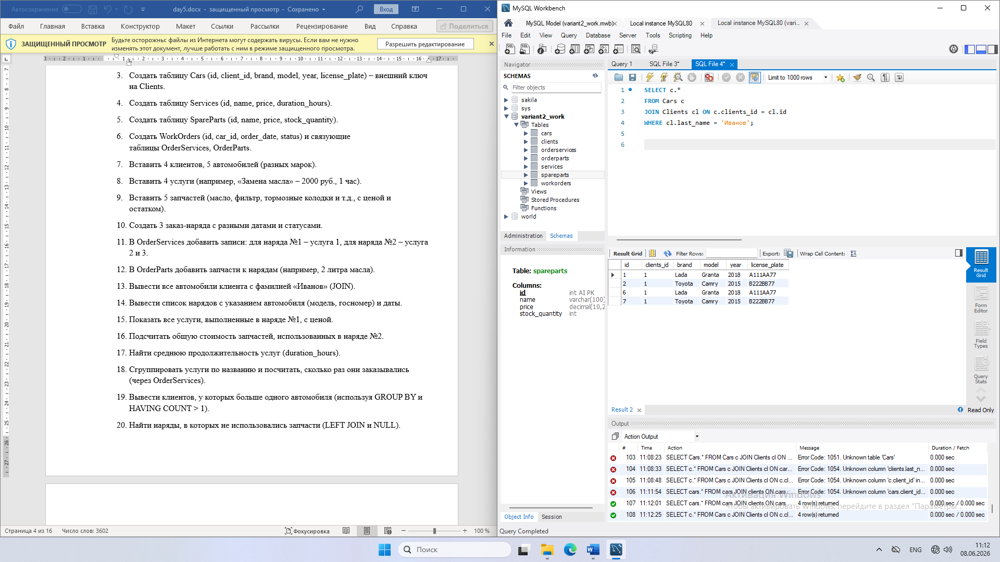 Автосохранение
day5.docx - защищенный просмотр - Сохранено
Вход
Файл Главная Вставка Конструктор Макет Ссылки Рассылки Рецензирование Вид Справка Поделиться
ЗАЩИЩЕННЫЙ ПРОСМОТР
Будьте осторожны: файлы из Интернета могут содержать вирусы. Если вам не нужно
изменять этот документ, лучше работать с ним в режиме защищенного просмотра.
Разрешить редактирование
3. Создать таблицу Cars (id, client_id, brand, model, year, license_plate) – внешний ключ
на Clients.
4. Создать таблицу Services (id, name, price, duration_hours).
5. Создать таблицу SpareParts (id, name, price, stock_quantity).
6. Создать WorkOrders (id, car_id, order_date, status) и связующие
таблицы OrderServices, OrderParts.
7. Вставить 4 клиентов, 5 автомобилей (разных марок).
8. Вставить 4 услуги (например, «Замена масла» – 2000 руб., 1 час).
9. Вставить 5 запчастей (масло, фильтр, тормозные колодки и т.д., с ценой и
остатком).
10. Создать 3 заказ-наряда с разными датами и статусами.
11. В OrderServices добавить записи: для наряда №1 – услуга 1, для наряда №2 – услуга
2 и 3.
12. В OrderParts добавить запчасти к нарядам (например, 2 литра масла).
13. Вывести все автомобили клиента с фамилией «Иванов» (JOIN).
14. Вывести список нарядов с указанием автомобиля (модель, госномер) и даты.
15. Показать все услуги, выполненные в наряде №1, с ценой.
16. Подсчитать общую стоимость запчастей, использованных в наряде №2.
17. Найти среднюю продолжительность услуг (duration_hours).
18. Сгруппировать услуги по названию и посчитать, сколько раз они заказывались
(через OrderServices).
19. Вывести клиентов, у которых больше одного автомобиля (используя GROUP BY и
HAVING COUNT > 1).
20. Найти наряды, в которых не использовались запчасти (LEFT JOIN и NULL).
Страница 4 из 16 Число слов: 3602 Фокусировка 100 %
MySQL Workbench
MySQL Model (variant2_work.mwb) Local instance MySQL80 Local instance MySQL80 (vari...
File Edit View Query Database Server Tools Scripting Help
Navigator
SCHEMAS
Filter objects
sakila
sys
variant2_work
Tables
cars
clients
orderservices
orderparts
services
spareparts
workorders
Views
Stored Procedures
Functions
world
Administration Schemas
Information
Table: spareparts
Columns:
id int AI PK
name varchar(100)
price decimal(10,2
stock_quantity int
Object Info Session
Query Completed
Query 1 SQL File 3* SQL File 4*
Limit to 1000 rows
1 SELECT c.*
2 FROM Cars c
3 JOIN Clients cl ON c.clients_id = cl.id
4 WHERE cl.last_name = 'Иванов';
5
6
Result Grid Filter Rows: Export: Wrap Cell Content:
id clients_id brand model year license_plate
1 1 Lada Granta 2018 A111AA77
2 1 Toyota Camry 2015 B222BB77
6 1 Lada Granta 2018 A111AA77
7 1 Toyota Camry 2015 B222BB77
Result
Grid
Form
Editor
Field
Types
Query
Stats
Result 2 Read Only
Output
Action Output
# Time Action Message Duration / Fetch
103 11:08:23 SELECT Cars.* FROM Cars c JOIN Clients cl ON ... Error Code: 1051. Unknown table 'Cars' 0.000 sec
104 11:08:33 SELECT c.* FROM Cars c JOIN Clients cl ON car... Error Code: 1054. Unknown column 'clients.last_n... 0.000 sec
105 11:08:48 SELECT c.* FROM Cars c JOIN Clients cl ON c.cl... Error Code: 1054. Unknown column 'c.client_id' in... 0.000 sec
106 11:11:54 SELECT cars.* FROM cars JOIN clients ON cars.... Error Code: 1054. Unknown column 'cars.client_id... 0.000 sec
107 11:12:01 SELECT cars.* FROM cars JOIN clients ON cars.... 4 row(s) returned 0.000 sec / 0.000 sec
108 11:12:25 SELECT c.* FROM Cars c JOIN Clients cl ON c.cl... 4 row(s) returned 0.000 sec / 0.000 sec
Активация Windows
Чтобы активировать Windows, перейдите в раздел "Параметры".
Поиск
ENG
11:12
08.06.2026